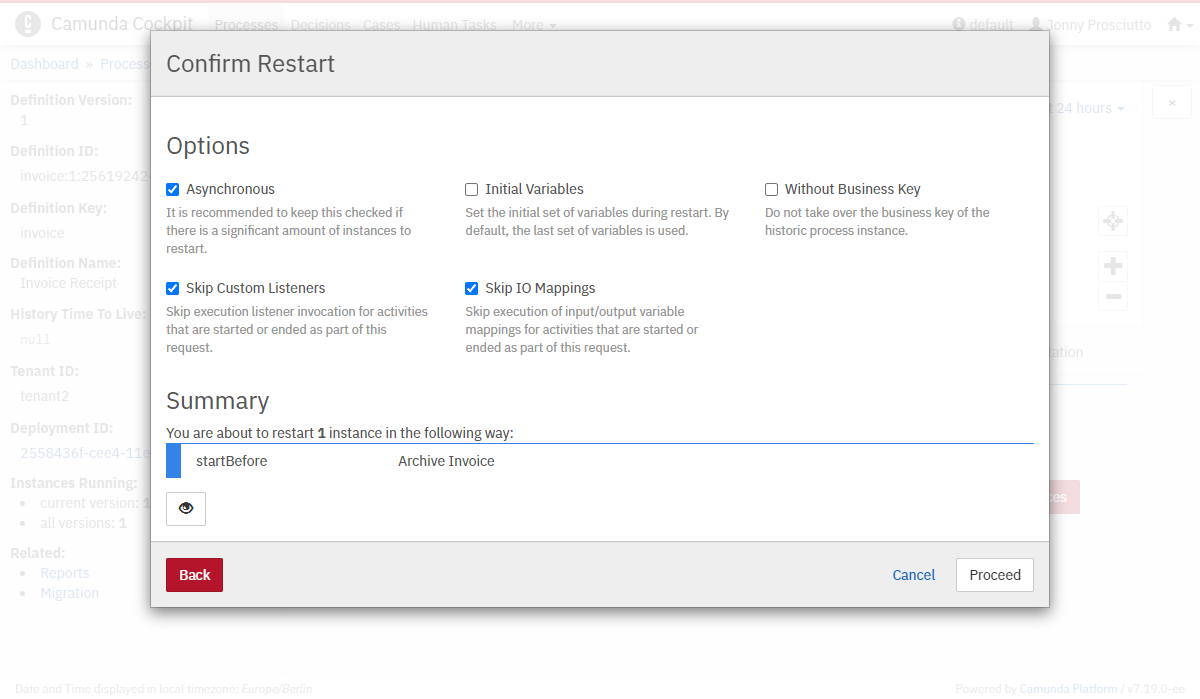 Camunda Cockpit Processes Decisions Cases Human Tasks More default Jonny Prosciutto
Dashboard » Process
Confirm Restart
Definition Version:
1
t 24 hours
×
Definition ID:
invoice:1:25619242
Definition Key:
invoice
Definition Name:
Invoice Receipt
History Time To Live:
null
Tenant ID:
tenant2
Deployment ID:
2558436f-cee4-11e
Instances Running:
current version: 1
all versions: 1
Related:
Reports
Migration
Options
Asynchronous
It is recommended to keep this checked if
there is a significant amount of instances to
restart.
Initial Variables
Set the initial set of variables during restart. By
default, the last set of variables is used.
Without Business Key
Do not take over the business key of the
historic process instance.
Skip Custom Listeners
Skip execution listener invocation for activities
that are started or ended as part of this
request.
Skip IO Mappings
Skip execution of input/output variable
mappings for activities that are started or
ended as part of this request.
Summary
You are about to restart 1 instance in the following way:
startBefore Archive Invoice
Back Cancel Proceed
tation
ces
Date and Time displayed in local timezone: Europe/Berlin
Powered by Camunda Platform / v7.19.0-ee